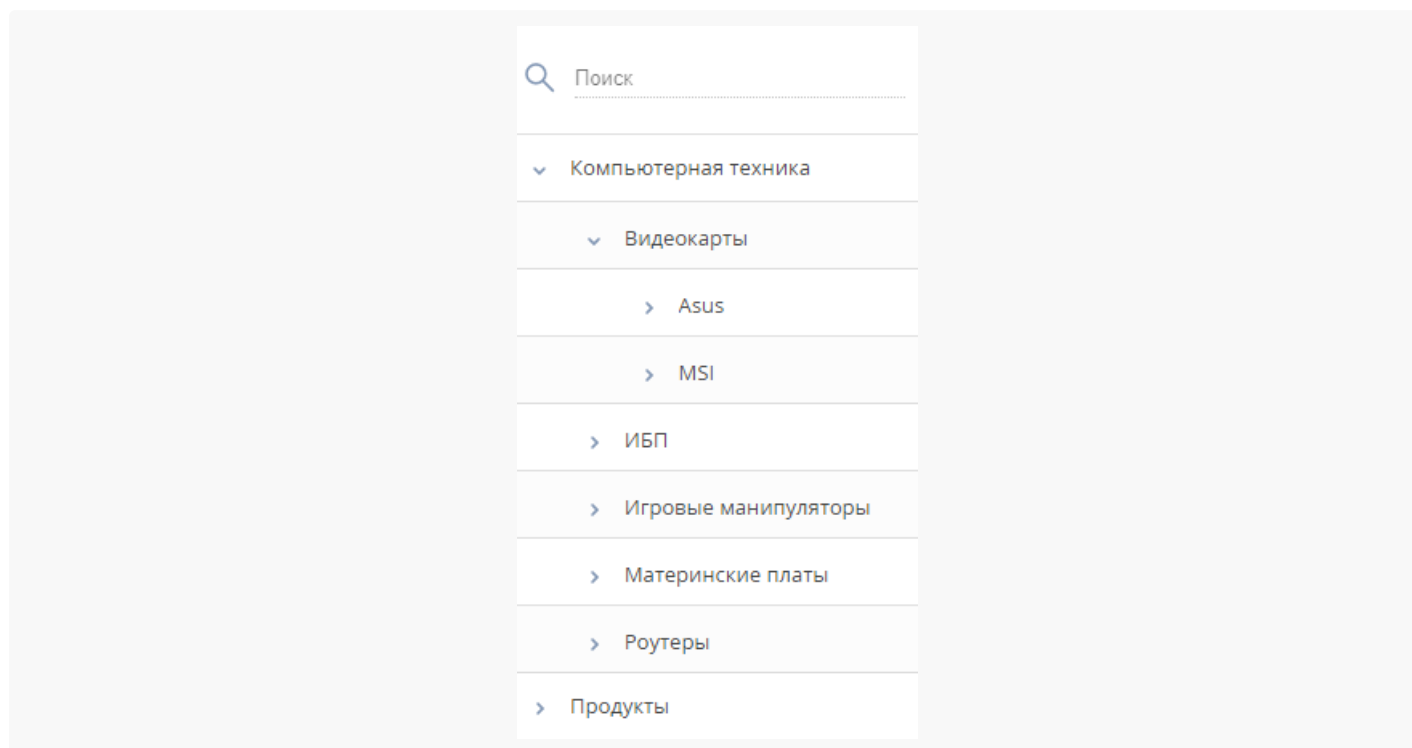 Поиск
Компьютерная техника
Видеокарты
Asus
MSI
ИБП
Игровые манипуляторы
Материнские платы
Роутеры
Продукты